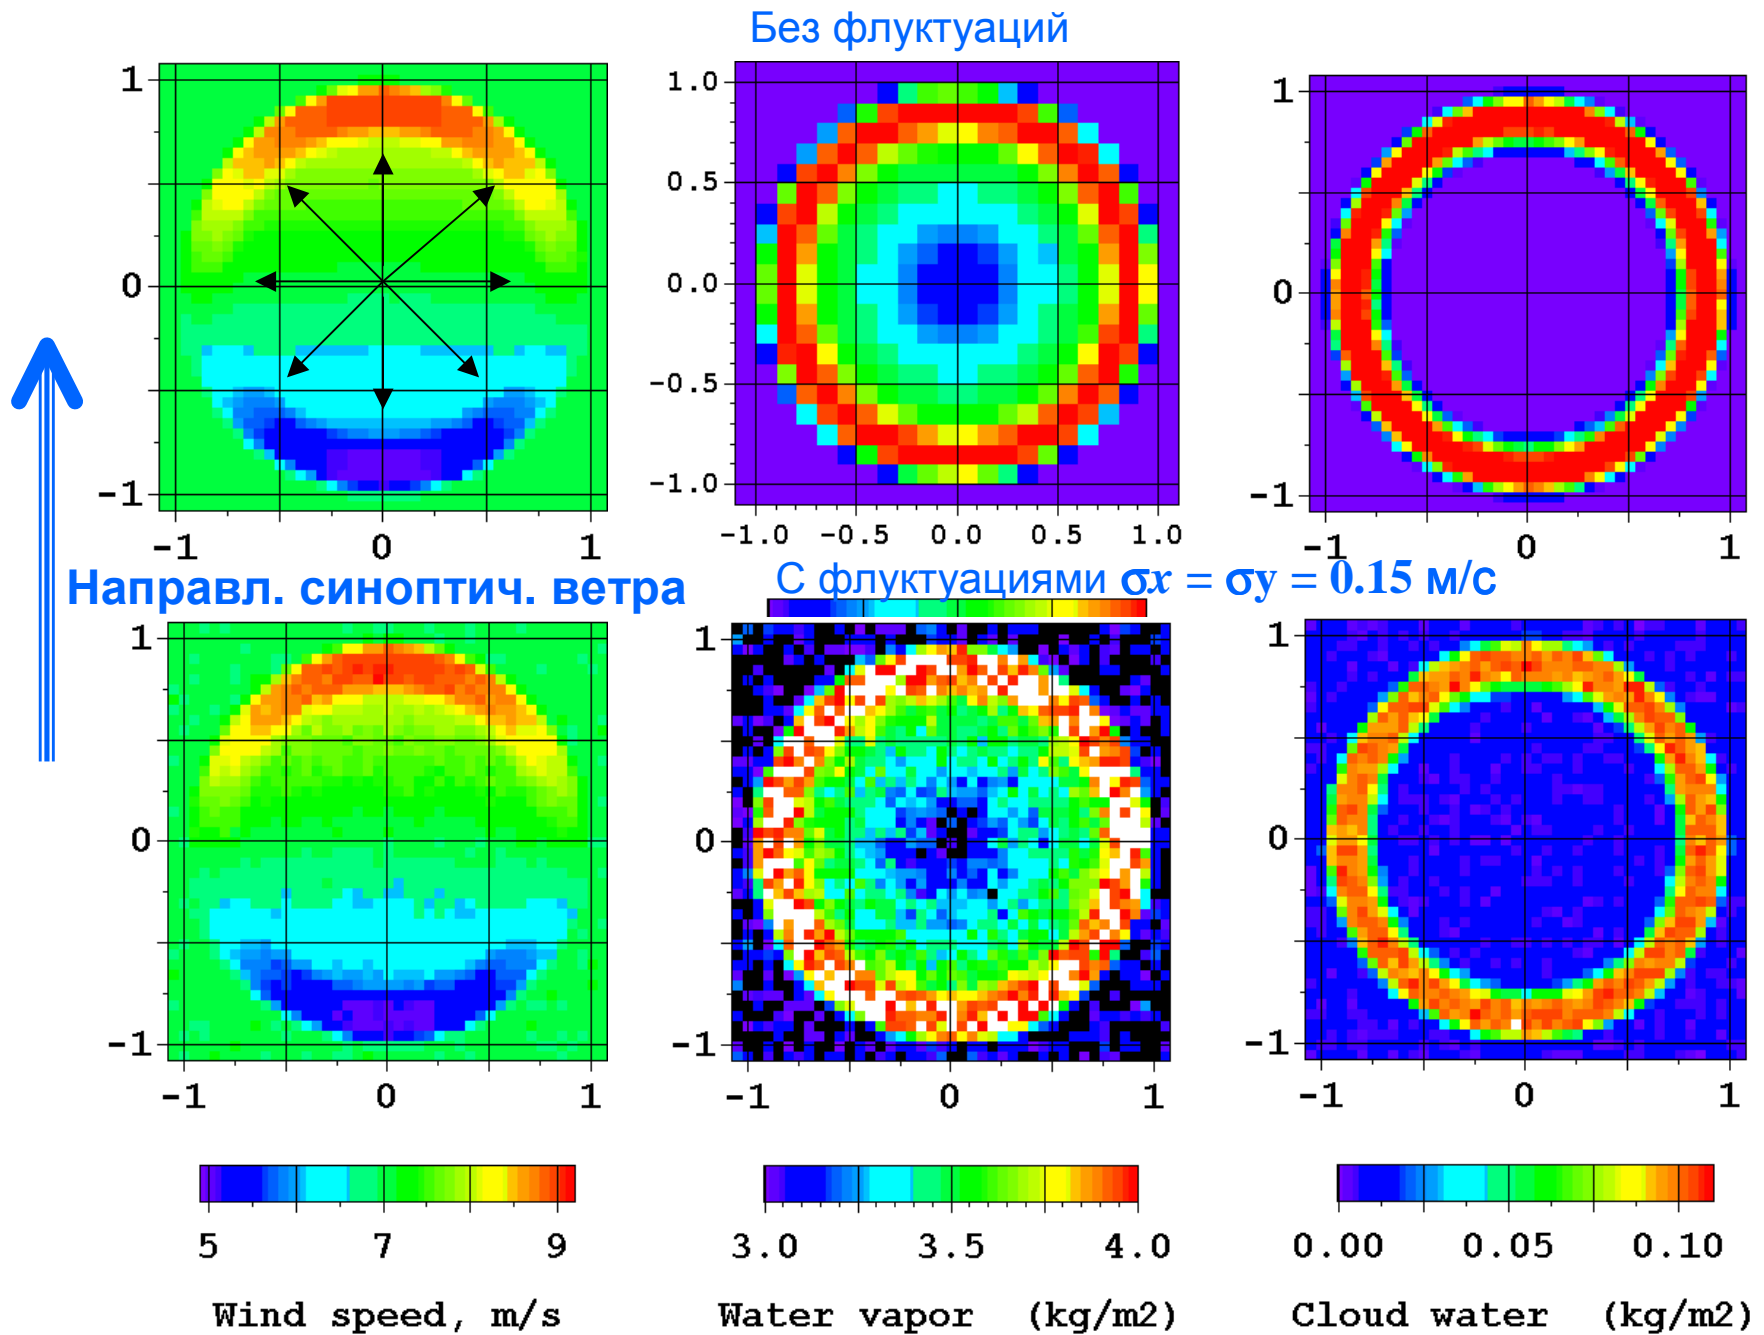 Без флуктуаций
1
0
-1
-1 0 1
1.0
0.5
0.0
-0.5
-1.0
-1.0 -0.5 0.0 0.5 1.0
1
0
-1
-1 0 1
Направл. синоптич. ветра
С флуктуациями σx = σy = 0.15 м/с
1
0
-1
-1 0 1
1
0
-1
-1 0 1
1
0
-1
-1 0 1
5 7 9
Wind speed, m/s
3.0 3.5 4.0
Water vapor (kg/m2)
0.00 0.05 0.10
Cloud water (kg/m2)